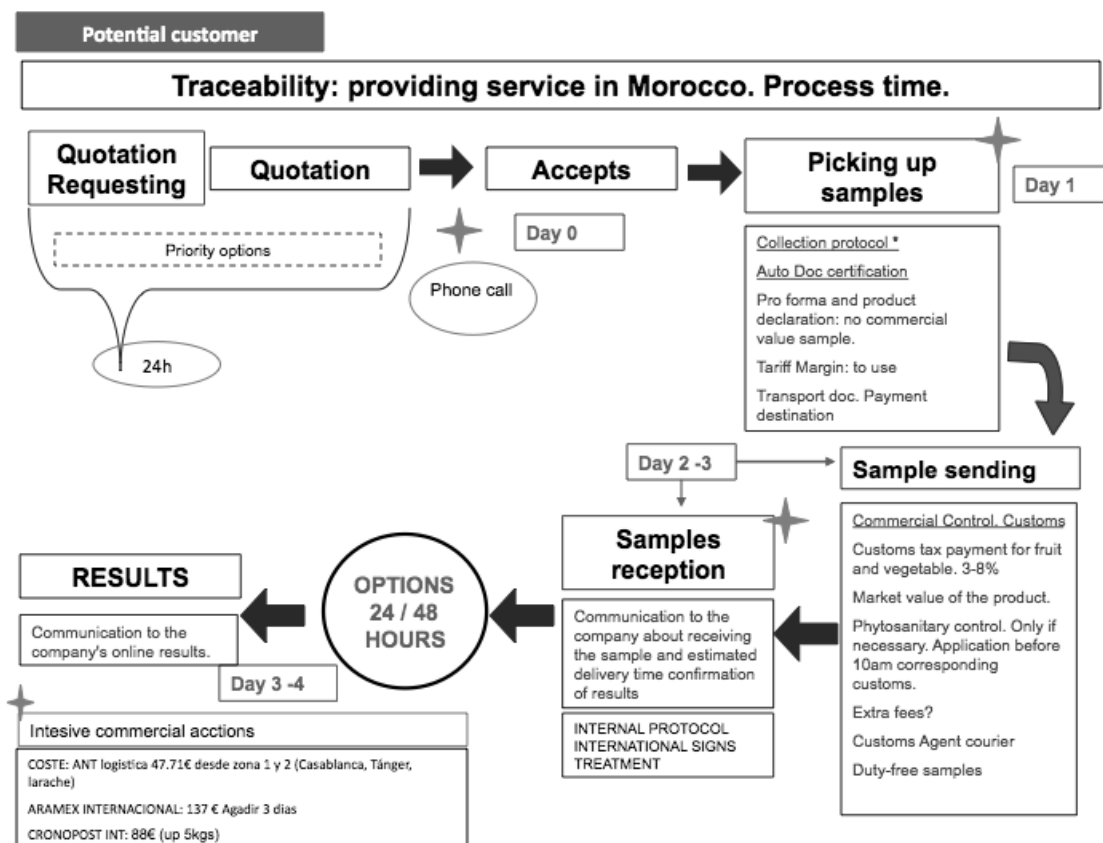 Potential customer
Traceability: providing service in Morocco. Process time.
Quotation
Requesting
Quotation
Accepts
Picking up
samples
Day 1
Priority options
Day 0
Phone call
24h
Collection protocol *
Auto Doc certification
Pro forma and product
declaration: no commercial
value sample.
Tariff Margin: to use
Transport doc. Payment
destination
Day 2 -3
Sample sending
Commercial Control. Customs
Customs tax payment for fruit
and vegetable. 3-8%
Market value of the product.
Phytosanitary control. Only if
necessary. Application before
10am corresponding
customs.
Extra fees?
Customs Agent courier
Duty-free samples
Samples
reception
Communication to the
company about receiving
the sample and estimated
delivery time confirmation
of results
INTERNAL PROTOCOL
INTERNATIONAL SIGNS
TREATMENT
OPTIONS
24 / 48
HOURS
RESULTS
Communication to the
company's online results.
Day 3 -4
Intesive commercial acctions
COSTE: ANT logistica 47.71€ desde zona 1 y 2 (Casablanca, Tánger,
larache)
ARAMEX INTERNACIONAL: 137 € Agadir 3 dias
CRONOPOST INT: 88€ (up 5kgs)